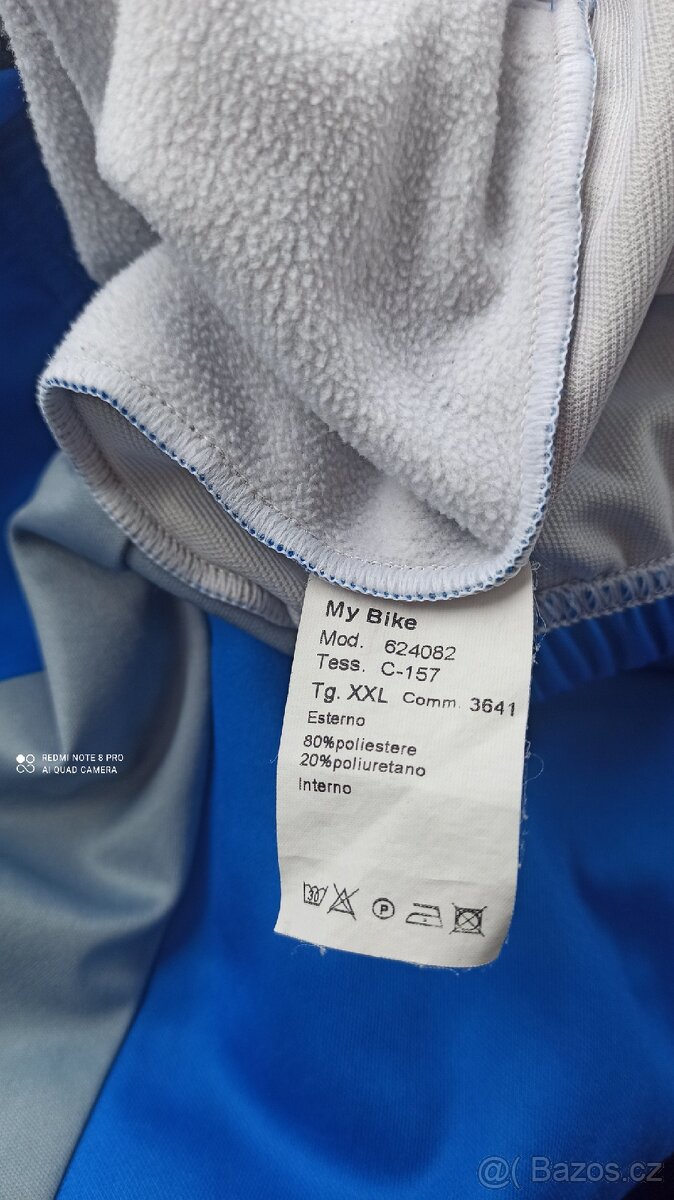 My Bike
Mod. 624082
Tess. C-157
Tg. XXL Comm. 3641
Esterno
80%poliestere
20%poliuretano
Interno
30
P
REDMI NOTE 8 PRO
AI QUAD CAMERA
@( Bazos.cz